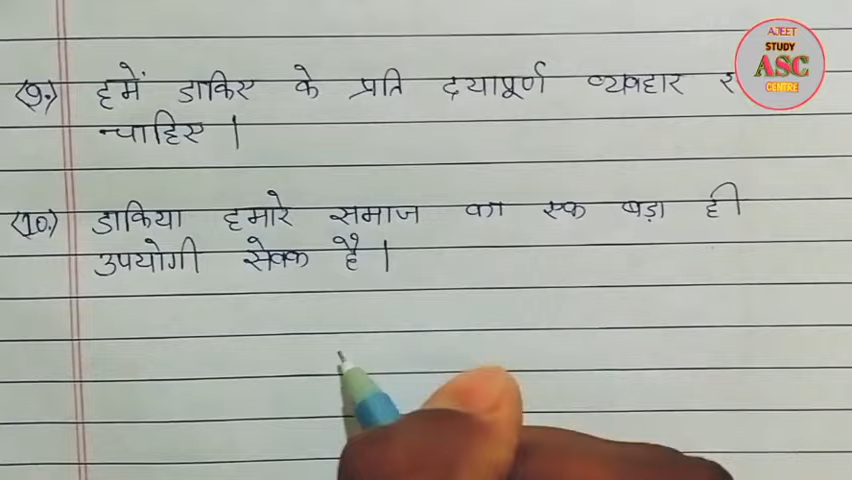 (9.) हमें डाकिए के प्रति दयापूर्ण व्यवहार
चाहिए ।
(10.) डाकिया हमारे समाज का एक बड़ा ही
उपयोगी सेवक है ।
AJEET
STUDY
ASC
CENTRE